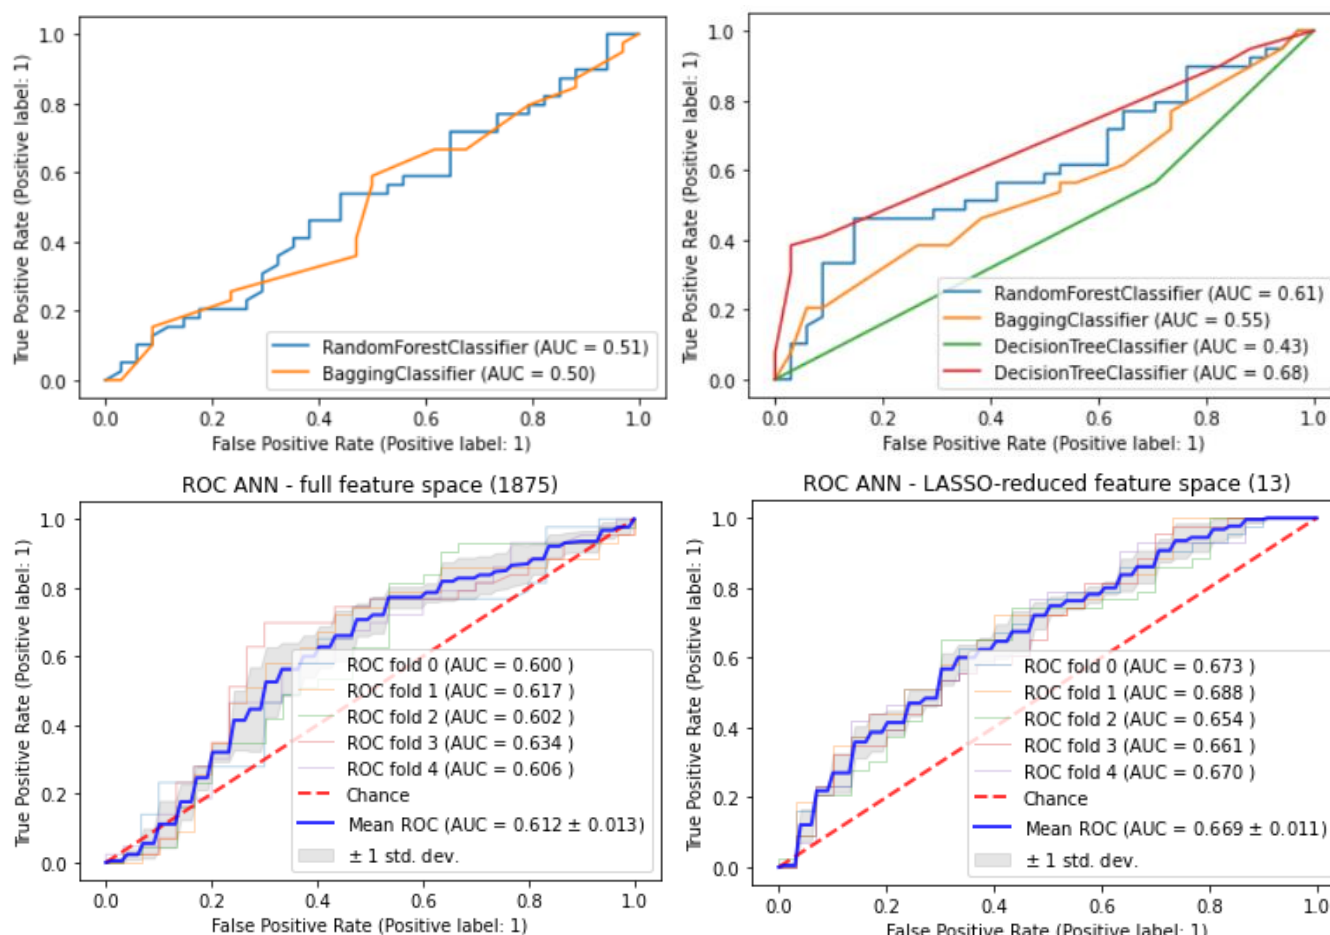 True Positive Rate (Positive label: 1)
1.0
0.8
0.6
0.4
0.2
0.0
RandomForestClassifier (AUC = 0.51)
BaggingClassifier (AUC = 0.50)
0.0 0.2 0.4 0.6 0.8 1.0
False Positive Rate (Positive label: 1)
True Positive Rate (Positive label: 1)
1.0
0.8
0.6
0.4
0.2
0.0
RandomForestClassifier (AUC = 0.61)
BaggingClassifier (AUC = 0.55)
DecisionTreeClassifier (AUC = 0.43)
DecisionTreeClassifier (AUC = 0.68)
0.0 0.2 0.4 0.6 0.8 1.0
False Positive Rate (Positive label: 1)
ROC ANN - full feature space (1875)
True Positive Rate (Positive label: 1)
1.0
0.8
0.6
0.4
0.2
0.0
ROC fold 0 (AUC = 0.600 )
ROC fold 1 (AUC = 0.617 )
ROC fold 2 (AUC = 0.602 )
ROC fold 3 (AUC = 0.634 )
ROC fold 4 (AUC = 0.606 )
Chance
Mean ROC (AUC = 0.612 ± 0.013)
± 1 std. dev.
0.0 0.2 0.4 0.6 0.8 1.0
False Positive Rate (Positive label: 1)
ROC ANN - LASSO-reduced feature space (13)
True Positive Rate (Positive label: 1)
1.0
0.8
0.6
0.4
0.2
0.0
ROC fold 0 (AUC = 0.673 )
ROC fold 1 (AUC = 0.688 )
ROC fold 2 (AUC = 0.654 )
ROC fold 3 (AUC = 0.661 )
ROC fold 4 (AUC = 0.670 )
Chance
Mean ROC (AUC = 0.669 ± 0.011)
± 1 std. dev.
0.0 0.2 0.4 0.6 0.8 1.0
False Positive Rate (Positive label: 1)